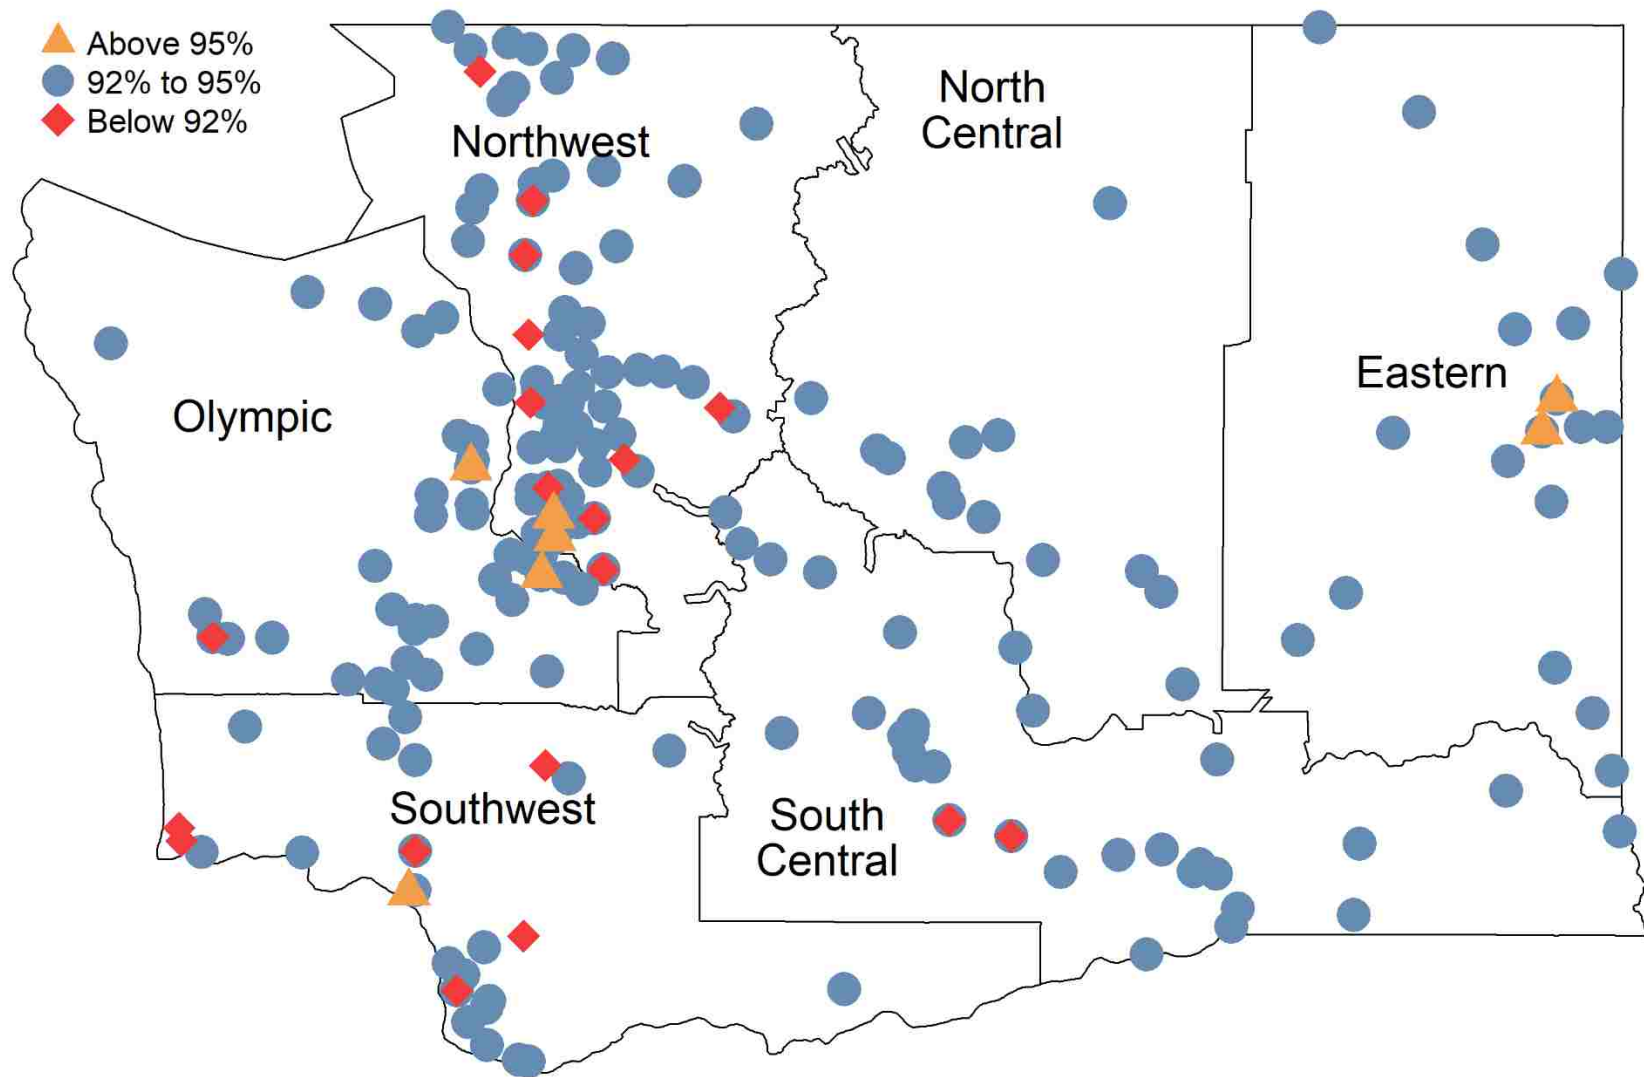 Above 95%
92% to 95%
Below 92%
Northwest
North
Central
Olympic
Eastern
Southwest
South
Central